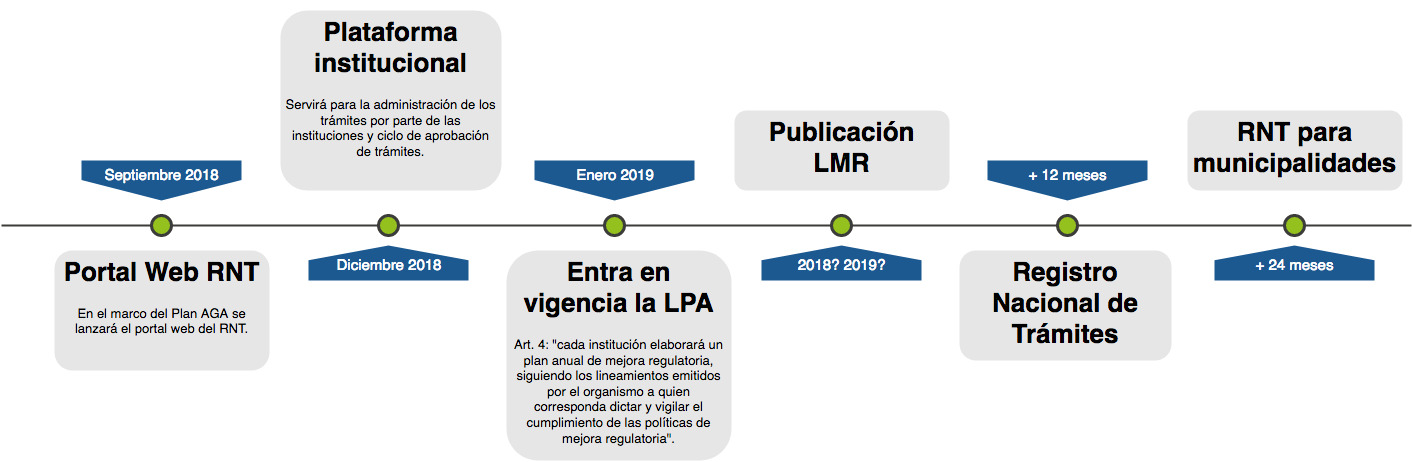 Septiembre 2018
Portal Web RNT
En el marco del Plan AGA se
lanzará el portal web del RNT.
Plataforma
institucional
Servirá para la administración de los
trámites por parte de las
instituciones y ciclo de aprobación
de trámites.
Diciembre 2018
Enero 2019
Entra en
vigencia la LPA
Art. 4: "cada institución elaborará un
plan anual de mejora regulatoria,
siguiendo los lineamientos emitidos
por el organismo a quien
corresponda dictar y vigilar el
cumplimiento de las políticas de
mejora regulatoria".
Publicación
LMR
2018? 2019?
+ 12 meses
Registro
Nacional de
Trámites
RNT para
municipalidades
+ 24 meses